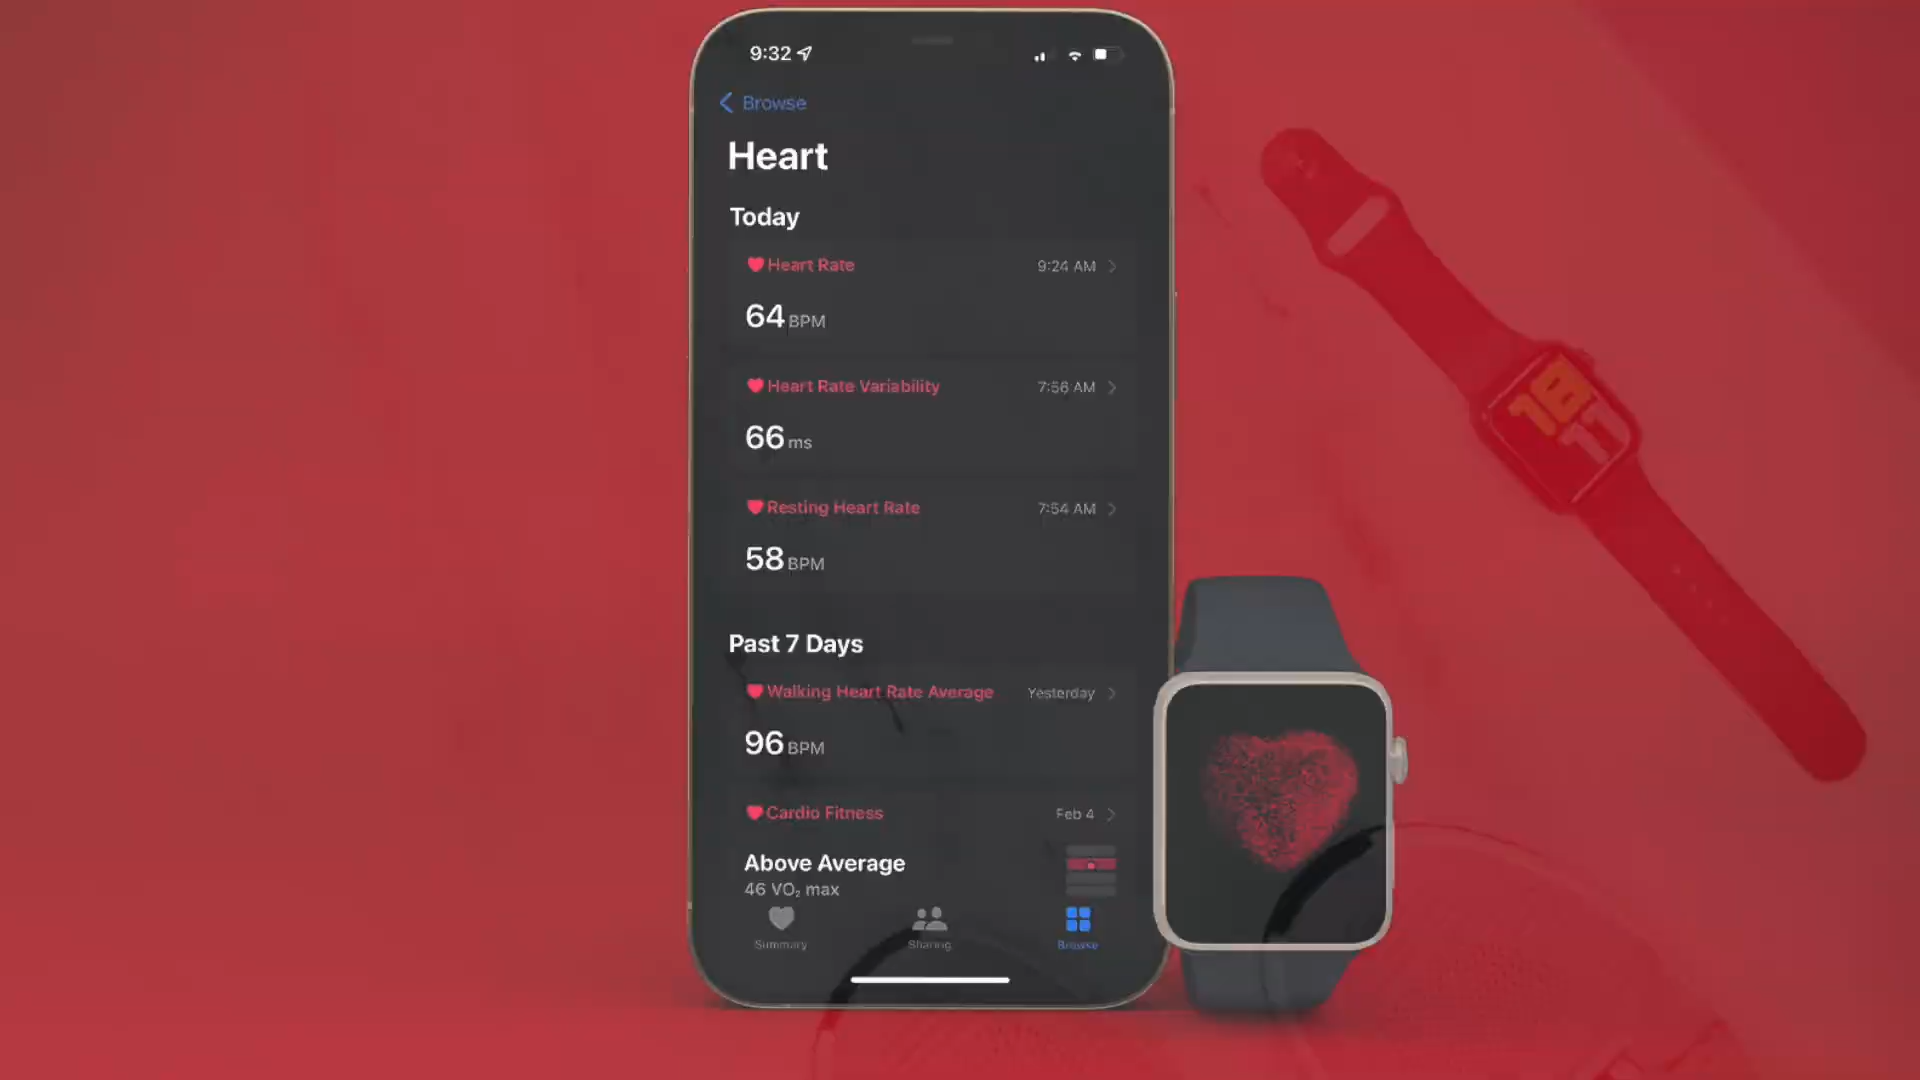 9:32
Browse
Heart
Today
Heart Rate 9:24 AM
64 BPM
Heart Rate Variability 7:56 AM
66 ms
Resting Heart Rate 7:54 AM
58 BPM
Past 7 Days
Walking Heart Rate Average Yesterday
96 BPM
Cardio Fitness Feb 4
Above Average
46 VO₂ max
Summary Sharing Browse
18
11